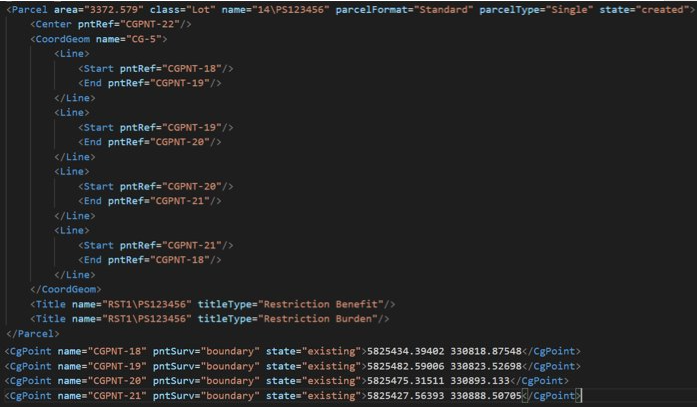 <Parcel area="3372.579" class="Lot" name="14\PS123456" parcelFormat="Standard" parcelType="Single" state="created">
<Center pntRef="CGPNT-22"/>
<CoordGeom name="CG-5">
<Line>
<Start pntRef="CGPNT-18"/>
<End pntRef="CGPNT-19"/>
</Line>
<Line>
<Start pntRef="CGPNT-19"/>
<End pntRef="CGPNT-20"/>
</Line>
<Line>
<Start pntRef="CGPNT-20"/>
<End pntRef="CGPNT-21"/>
</Line>
<Line>
<Start pntRef="CGPNT-21"/>
<End pntRef="CGPNT-18"/>
</Line>
</CoordGeom>
<Title name="RST1\PS123456" titleType="Restriction Benefit"/>
<Title name="RST1\PS123456" titleType="Restriction Burden"/>
</Parcel>
<CgPoint name="CGPNT-18" pntSurv="boundary" state="existing">5825434.39402 330818.87548</CgPoint>
<CgPoint name="CGPNT-19" pntSurv="boundary" state="existing">5825482.59006 330823.52698</CgPoint>
<CgPoint name="CGPNT-20" pntSurv="boundary" state="existing">5825475.31511 330893.133</CgPoint>
<CgPoint name="CGPNT-21" pntSurv="boundary" state="existing">5825427.56393 330888.50705</CgPoint>